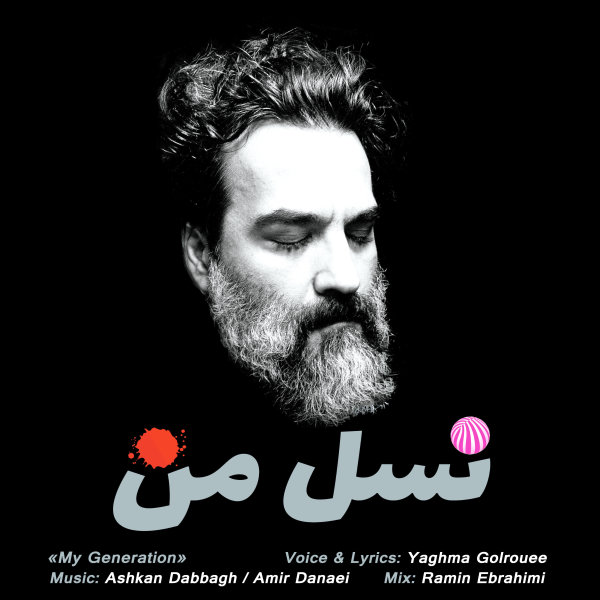 نسل من
«My Generation» Voice & Lyrics: Yaghma Golrouee
Music: Ashkan Dabbagh / Amir Danaei Mix: Ramin Ebrahimi